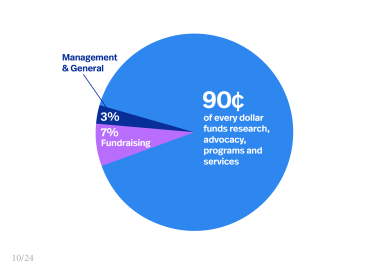 Management
& General
3%
7%
Fundraising
90¢
of every dollar
funds research,
advocacy,
programs and
services
10/24